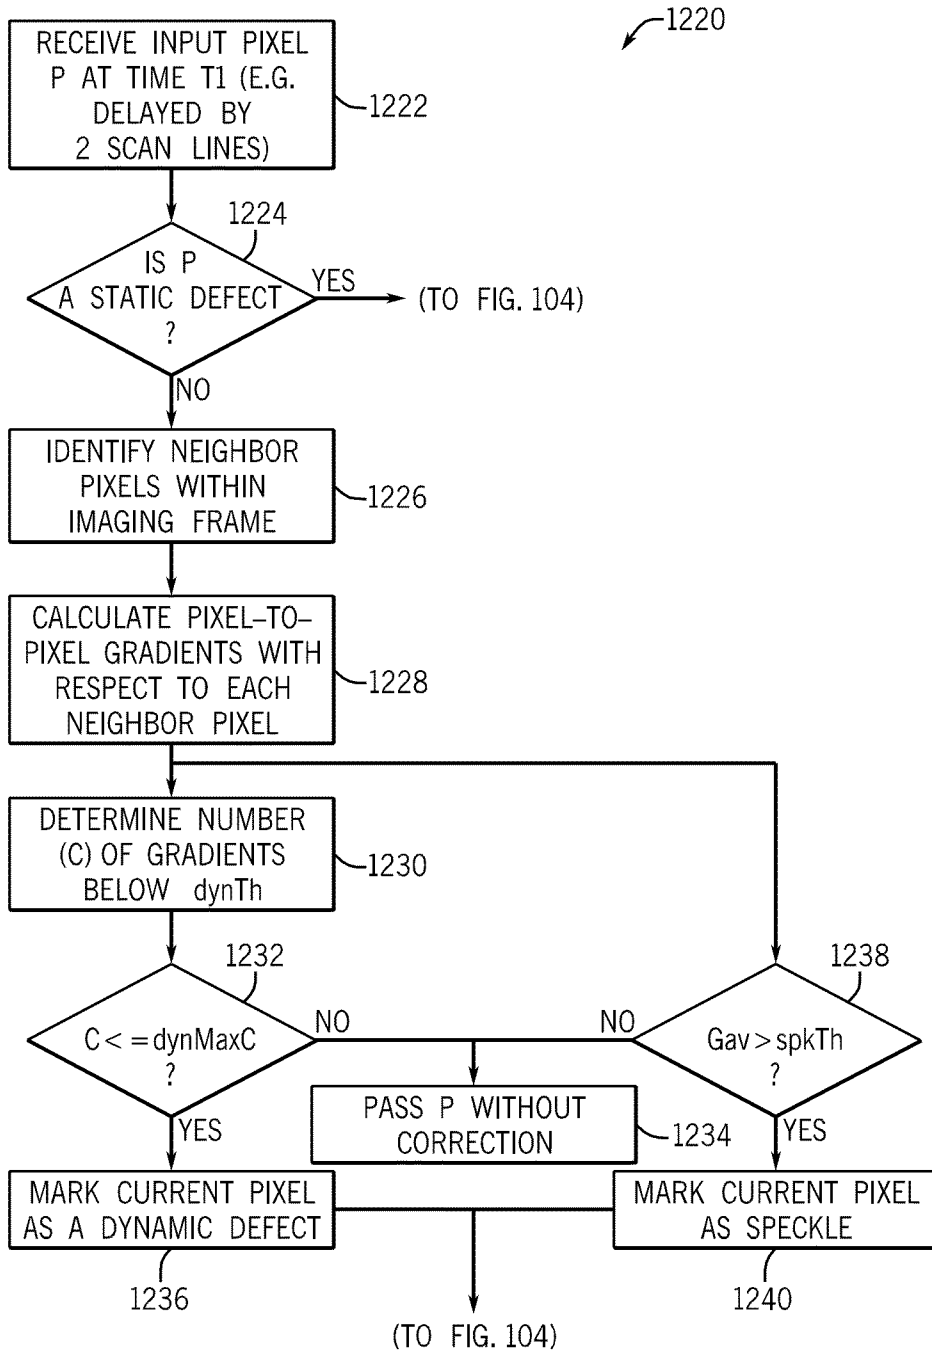 1220
RECEIVE INPUT PIXEL
P AT TIME T1 (E.G.
DELAYED BY
2 SCAN LINES)
1222
1224
IS P
A STATIC DEFECT
?
YES
(TO FIG. 104)
NO
IDENTIFY NEIGHBOR
PIXELS WITHIN
IMAGING FRAME
1226
CALCULATE PIXEL–TO–
PIXEL GRADIENTS WITH
RESPECT TO EACH
NEIGHBOR PIXEL
1228
DETERMINE NUMBER
(C) OF GRADIENTS
BELOW dynTh
1230
1232
C < = dynMaxC
?
NO
YES
1238
Gav > spkTh
?
NO
YES
PASS P WITHOUT
CORRECTION
1234
MARK CURRENT PIXEL
AS A DYNAMIC DEFECT
1236
MARK CURRENT PIXEL
AS SPECKLE
1240
(TO FIG. 104)